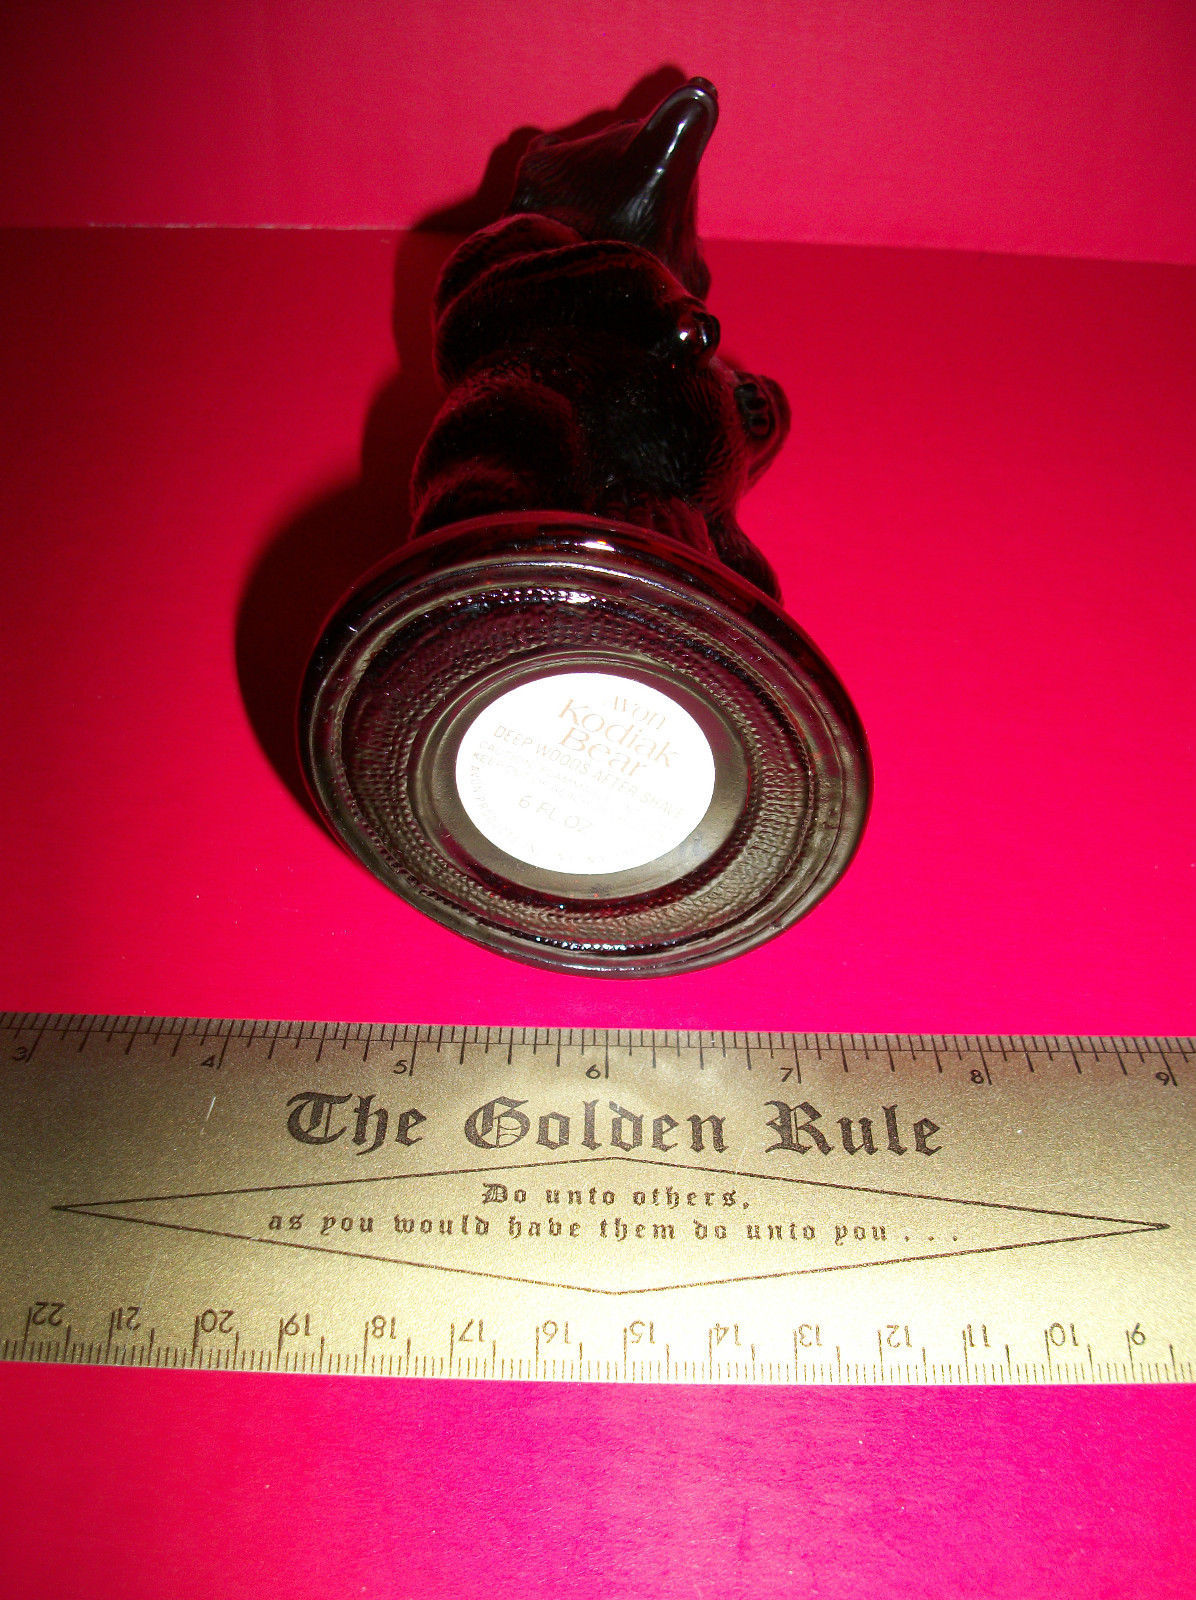 Avon
Kodiak
Bear
DEEP WOODS AFTER SHAVE
6 FL OZ
3 4 5 6 7 8 9
The Golden Rule
Do unto others,
as you would have them do unto you . . .
22 21 20 19 18 17 16 15 14 13 12 11 10 9